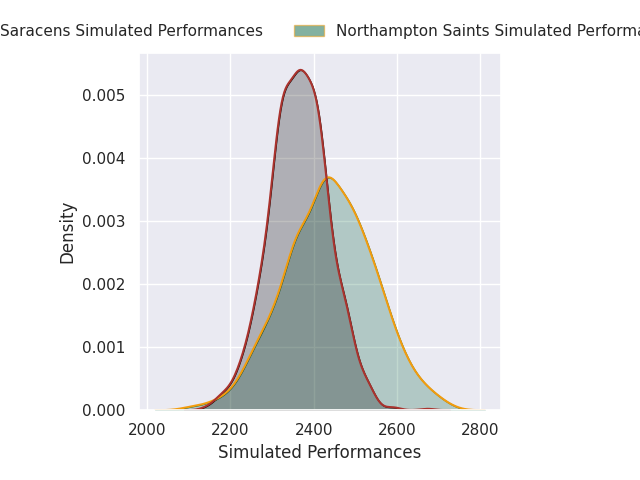 Saracens Simulated Performances
Northampton Saints Simulated
0.005
0.004
0.003
0.002
0.001
0.000
Density
2000 2200 2400 2600 2800
Simulated Performances